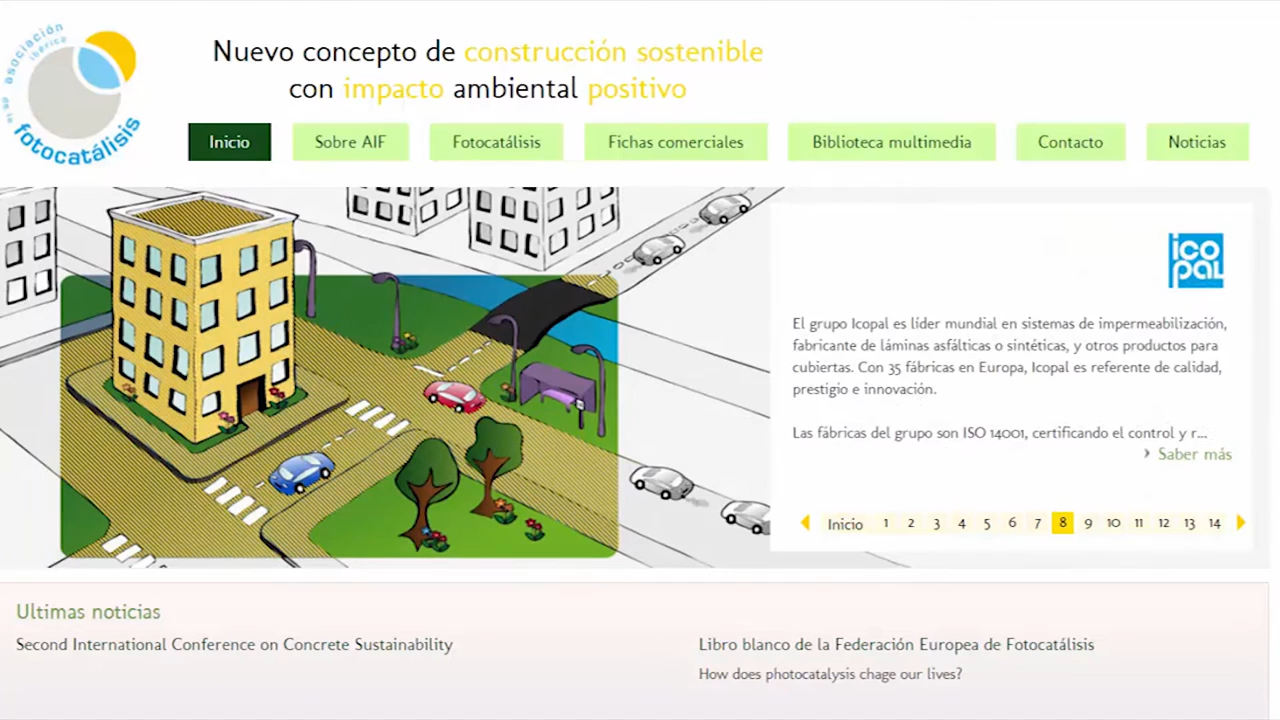 asociación
ibérica
de la
fotocatálisis
Nuevo concepto de construcción sostenible
con impacto ambiental positivo
Inicio
Sobre AIF
Fotocatálisis
Fichas comerciales
Biblioteca multimedia
Contacto
Noticias
icopal
El grupo Icopal es líder mundial en sistemas de impermeabilización,
fabricante de láminas asfálticas o sintéticas, y otros productos para
cubiertas. Con 35 fábricas en Europa, Icopal es referente de calidad,
prestigio e innovación.
Las fábricas del grupo son ISO 14001, certificando el control y r...
› Saber más
Inicio 1 2 3 4 5 6 7 8 9 10 11 12 13 14
Ultimas noticias
Second International Conference on Concrete Sustainability
Libro blanco de la Federación Europea de Fotocatálisis
How does photocatalysis chage our lives?